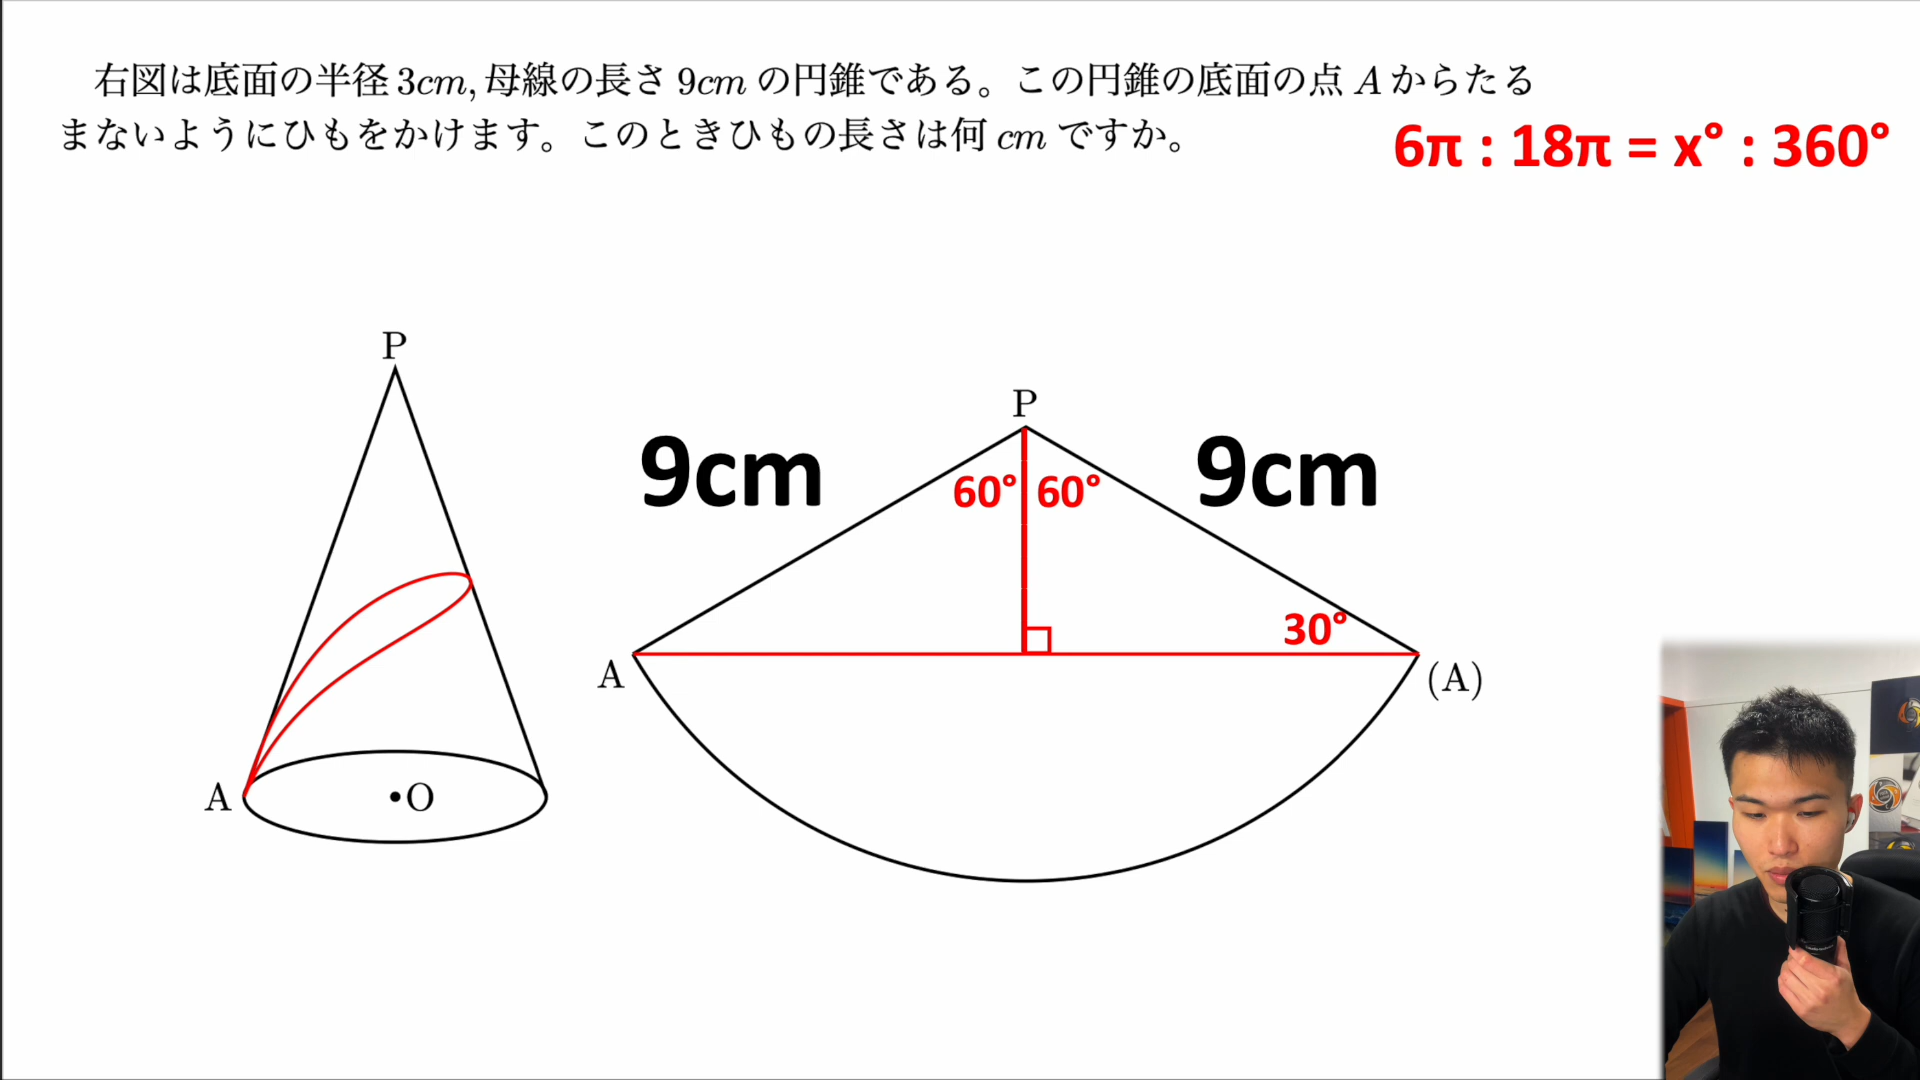 右図は底面の半径3cm,母線の長さ9cmの円錐である。この円錐の底面の点Aからたる
まないようにひもをかけます。このときひもの長さは何cmですか。
6π : 18π = x° : 360°
P
A
O
P
9cm
9cm
60°
60°
30°
A
(A)